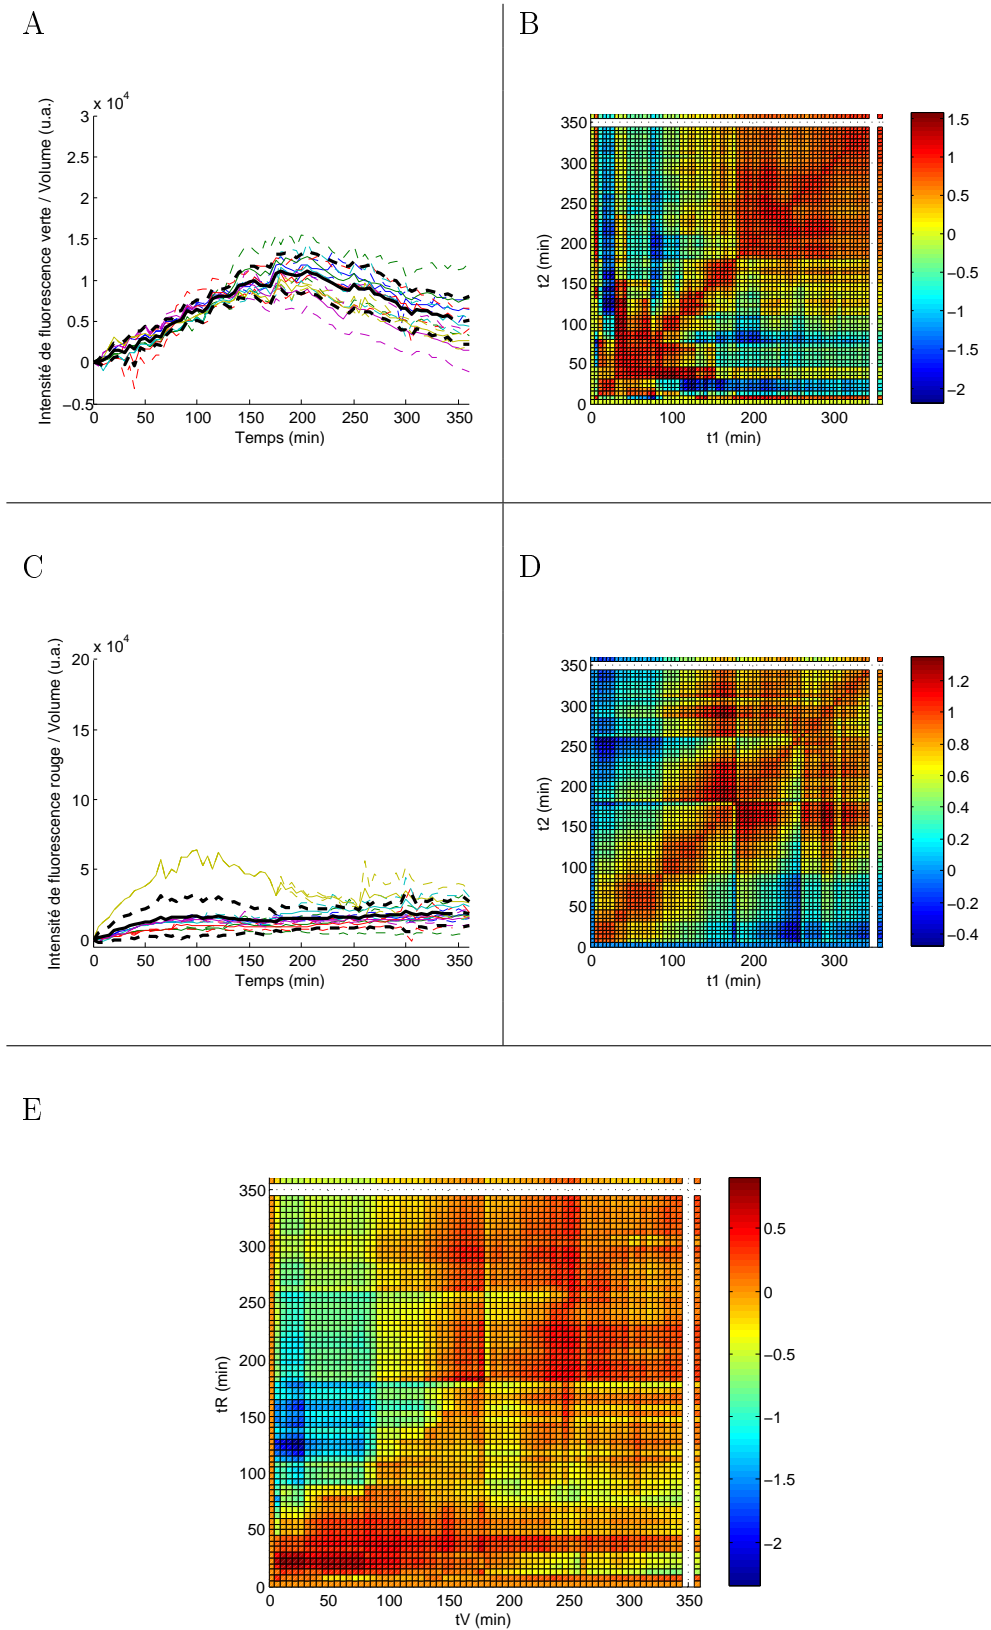 A
B
x 10^4
3
2.5
2
1.5
1
0.5
0
−0.5
0 50 100 150 200 250 300 350
Temps (min)
Intensité de fluorescence verte / Volume (u.a.)
350
300
250
200
150
100
50
0
0 100 200 300
t1 (min)
t2 (min)
1.5
1
0.5
0
−0.5
−1
−1.5
−2
C
D
x 10^4
20
15
10
5
0
0 50 100 150 200 250 300 350
Temps (min)
Intensité de fluorescence rouge / Volume (u.a.)
350
300
250
200
150
100
50
0
0 100 200 300
t1 (min)
t2 (min)
1.2
1
0.8
0.6
0.4
0.2
0
−0.2
−0.4
E
350
300
250
200
150
100
50
0
0 50 100 150 200 250 300 350
tV (min)
tR (min)
0.5
0
−0.5
−1
−1.5
−2